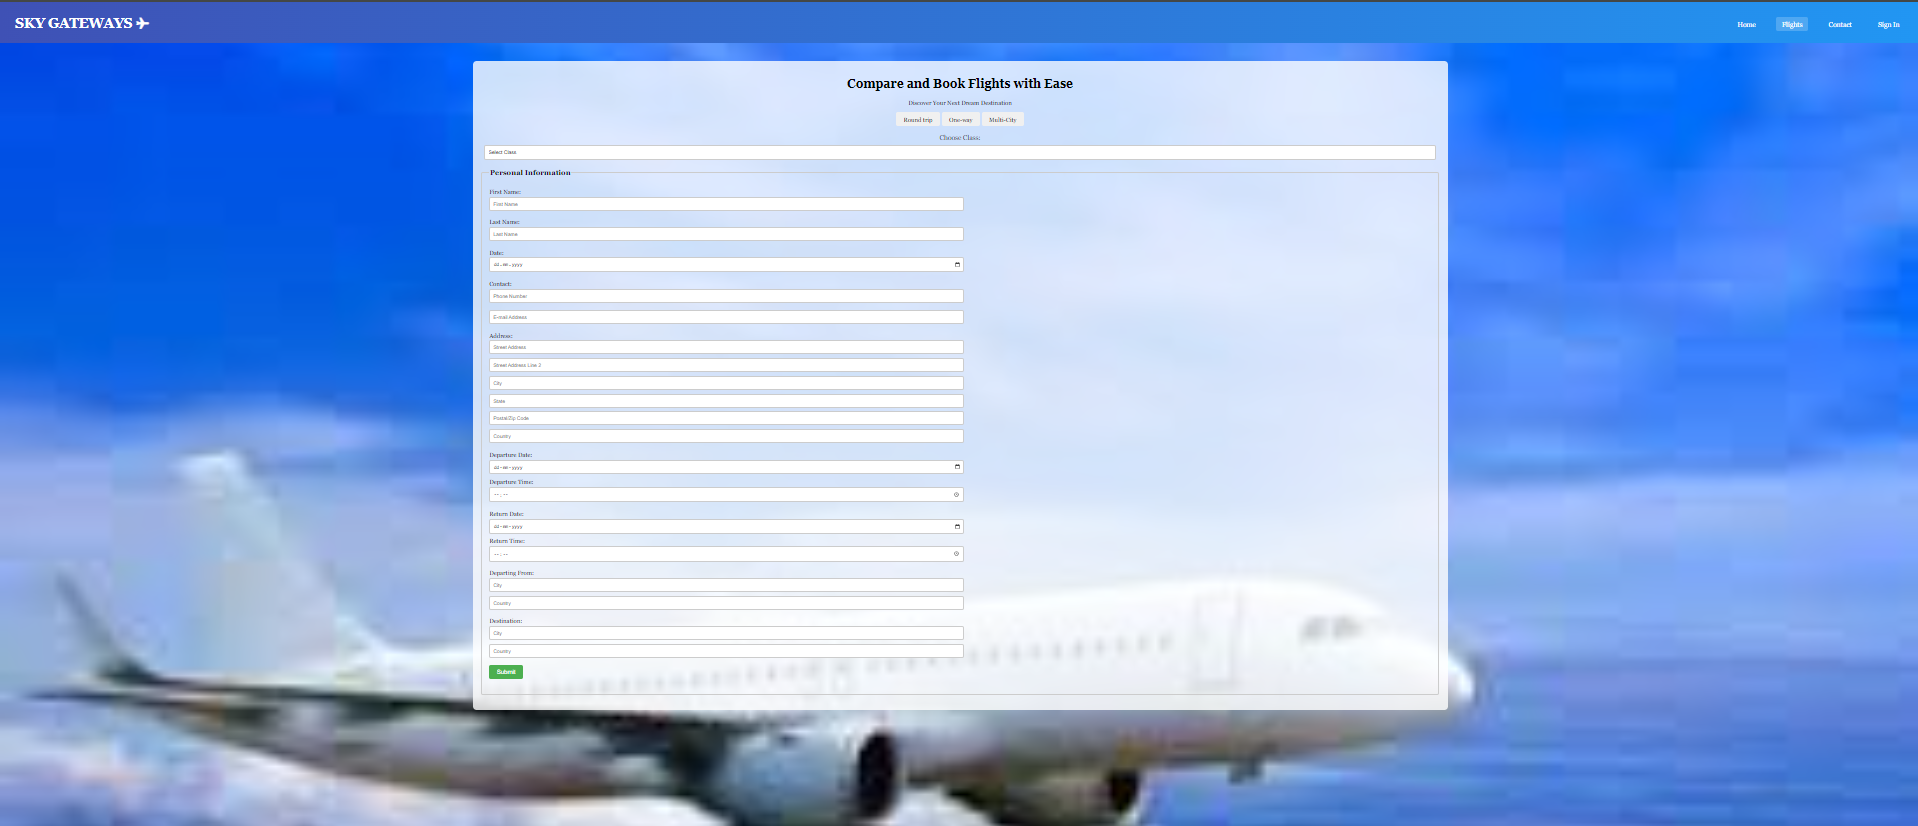 SKY GATEWAYS ✈
Home Flights Contact Sign In
Compare and Book Flights with Ease
Discover Your Next Dream Destination
Round trip One-way Multi-City
Choose Class:
Select Class
Personal Information
First Name:
First Name
Last Name:
Last Name
Date:
dd-mm-yyyy
Contact:
Phone Number
E-mail Address
Address:
Street Address
Street Address Line 2
City
State
Postal/Zip Code
Country
Departure Date:
dd-mm-yyyy
Departure Time:
--:--
Return Date:
dd-mm-yyyy
Return Time:
--:--
Departing From:
City
Country
Destination:
City
Country
Submit